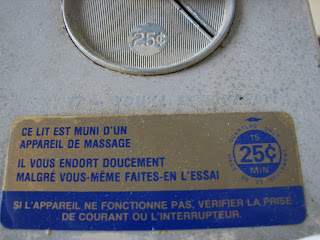 25¢
CE LIT EST MUNI D'UN
APPAREIL DE MASSAGE
IL VOUS ENDORT DOUCEMENT
MALGRÉ VOUS-MÊME FAITES-EN L'ESSAI
15
25¢
MIN
SI L'APPAREIL NE FONCTIONNE PAS, VÉRIFIER LA PRISE
DE COURANT OU L'INTERRUPTEUR.